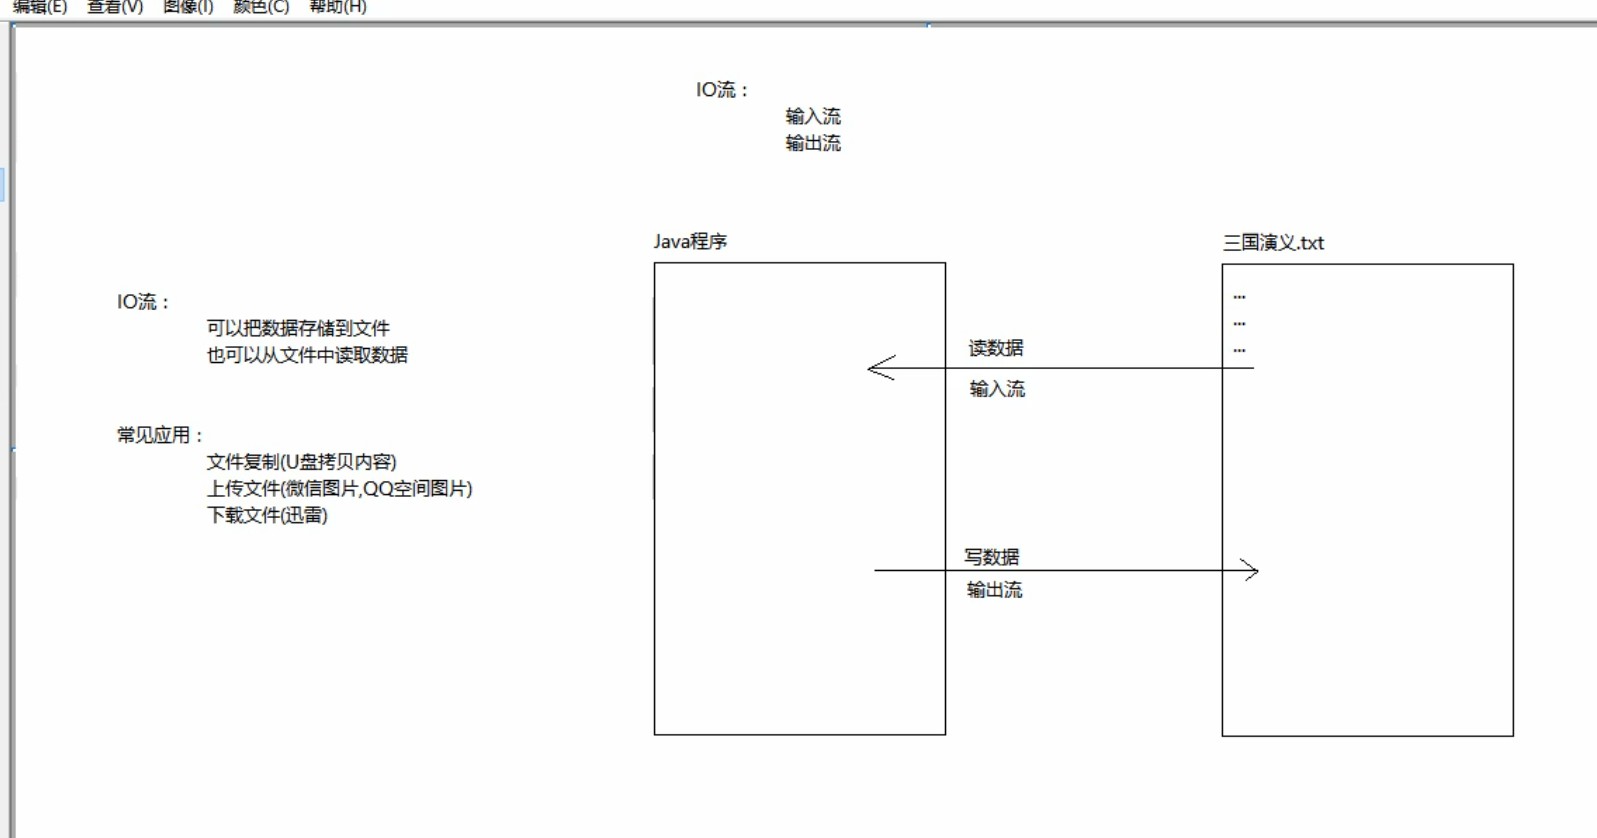 编辑(E) 查看(V) 图像(I) 颜色(C) 帮助(H)
IO流：
输入流
输出流
IO流：
可以把数据存储到文件
也可以从文件中读取数据
常见应用：
文件复制(U盘拷贝内容)
上传文件(微信图片,QQ空间图片)
下载文件(迅雷)
Java程序
读数据
输入流
写数据
输出流
三国演义.txt
...
...
...